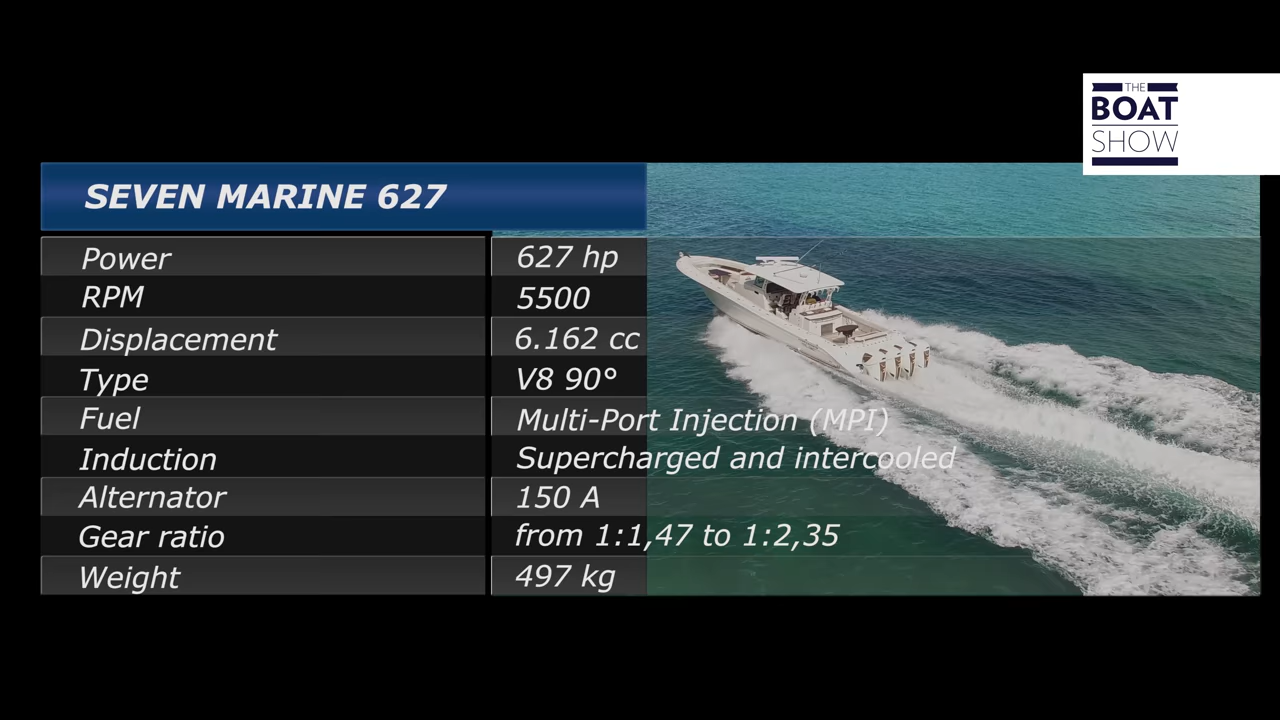 THE
BOAT
SHOW
SEVEN MARINE 627
Power 627 hp
RPM 5500
Displacement 6.162 cc
Type V8 90°
Fuel Multi-Port Injection (MPI)
Induction Supercharged and intercooled
Alternator 150 A
Gear ratio from 1:1,47 to 1:2,35
Weight 497 kg